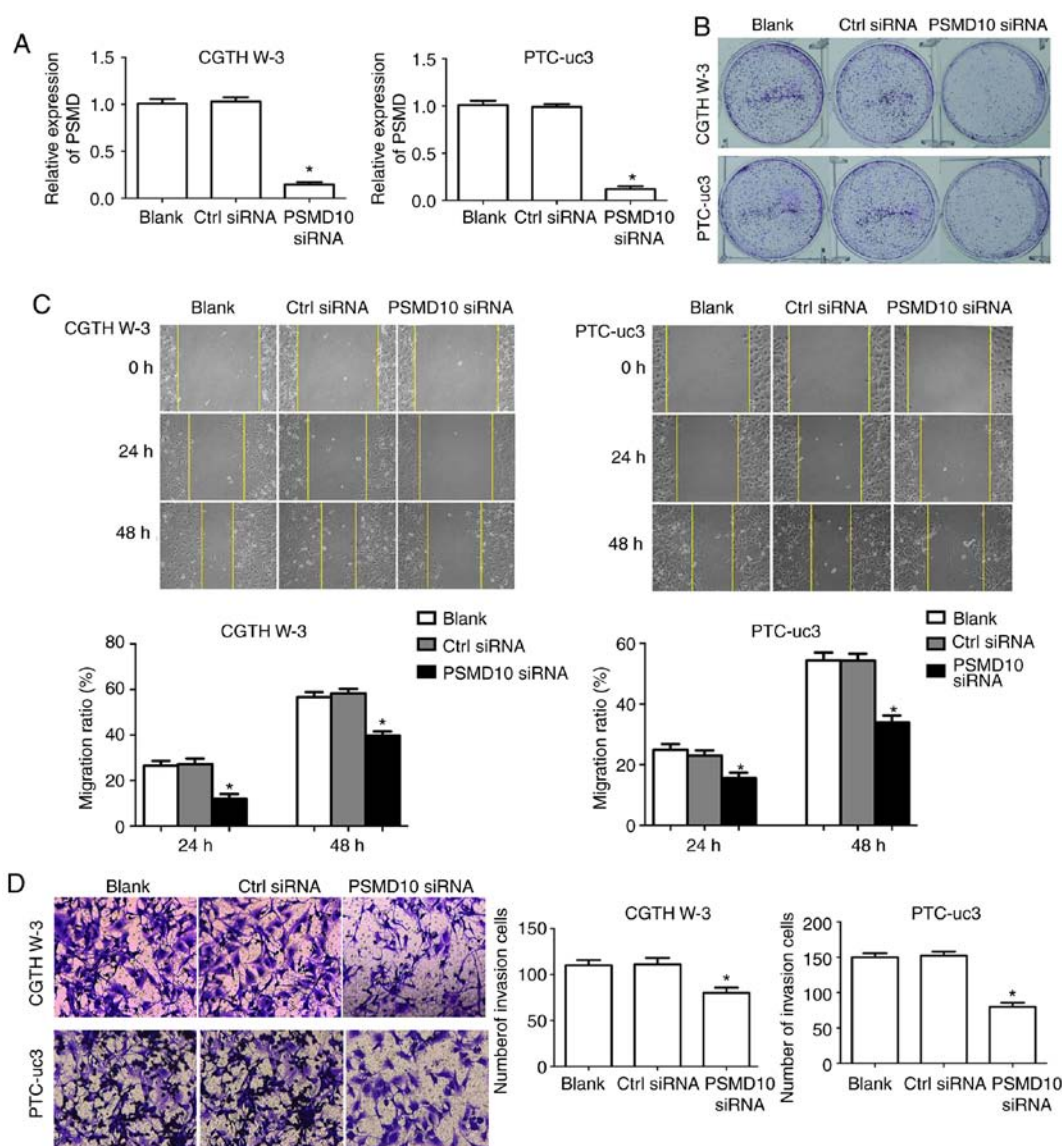 A
CGTH W-3
Relative expression
of PSMD
1.5
1.0
0.5
0.0
Blank
Ctrl siRNA
PSMD10
siRNA
*
PTC-uc3
Relative expression
of PSMD
1.5
1.0
0.5
0.0
Blank
Ctrl siRNA
PSMD10
siRNA
*
B
Blank
Ctrl siRNA
PSMD10 siRNA
CGTH W-3
PTC-uc3
C
Blank
Ctrl siRNA
PSMD10 siRNA
CGTH W-3
0 h
24 h
48 h
Blank
Ctrl siRNA
PSMD10 siRNA
PTC-uc3
0 h
24 h
48 h
CGTH W-3
Blank
Ctrl siRNA
PSMD10 siRNA
Migration ratio (%)
80
60
40
20
0
*
*
24 h
48 h
PTC-uc3
Blank
Ctrl siRNA
PSMD10
siRNA
Migration ratio (%)
60
40
20
0
*
*
24 h
48 h
D
Blank
Ctrl siRNA
PSMD10 siRNA
CGTH W-3
PTC-uc3
CGTH W-3
Numberof invasion cells
150
100
50
0
*
Blank
Ctrl siRNA
PSMD10
siRNA
PTC-uc3
Number of invasion cells
200
150
100
50
0
*
Blank
Ctrl siRNA
PSMD10
siRNA